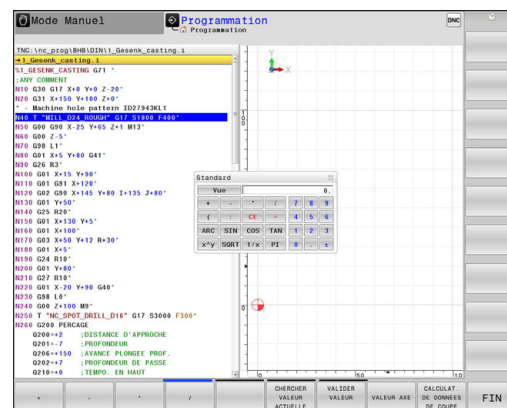 Mode Manuel
Programmation
Programmation
DNC
TNC:\nc_prog\BHB\DIN\1_Gesenk_casting.i
→1_Gesenk_casting.i
%1_GESENK_CASTING G71 *
;ANY COMMENT
N10 G30 G17 X+0 Y+0 Z-20*
N20 G31 X+150 Y+100 Z+0*
* - Machine hole pattern ID27943KL1
N40 T "MILL_D24_ROUGH" G17 S1800 F400*
N50 G00 G90 X-25 Y+65 Z+1 M13*
N60 G00 Z-5*
N70 G98 L1*
N80 G01 X+5 Y+80 G41*
N90 G26 R3*
N100 G01 X+15 Y+90*
N110 G01 G91 X+120*
N120 G02 G90 X+145 Y+80 I+135 J+80*
N130 G01 Y+50*
N140 G25 R20*
N150 G01 X+130 Y+5*
N160 G01 X+100*
N170 G03 X+50 Y+12 R+30*
N180 G01 X+5*
N190 G24 R10*
N200 G01 Y+80*
N210 G27 R10*
N220 G01 X-20 Y+90 G40*
N230 G98 L0*
N240 G00 Z+100 M9*
N250 T "NC_SPOT_DRILL_D16" G17 S3000 F300*
N260 G200 PERCAGE
Q200=+2 ;DISTANCE D'APPROCHE
Q201=-7 ;PROFONDEUR
Q206=+150 ;AVANCE PLONGEE PROF.
Q202=+7 ;PROFONDEUR DE PASSE
Q210=+0 ;TEMPO. EN HAUT
Y
X
100
0
0
50
100
Standard
Vue 0.
+ - * / 7 8 9
( ) CE = 4 5 6
ARC SIN COS TAN 1 2 3
X^Y SQRT 1/x PI 0 . ±
+ - * /
CHERCHER VALEUR ACTUELLE
VALIDER VALEUR
VALEUR AXE
CALCULAT. DE DONNEES DE COUPE
FIN